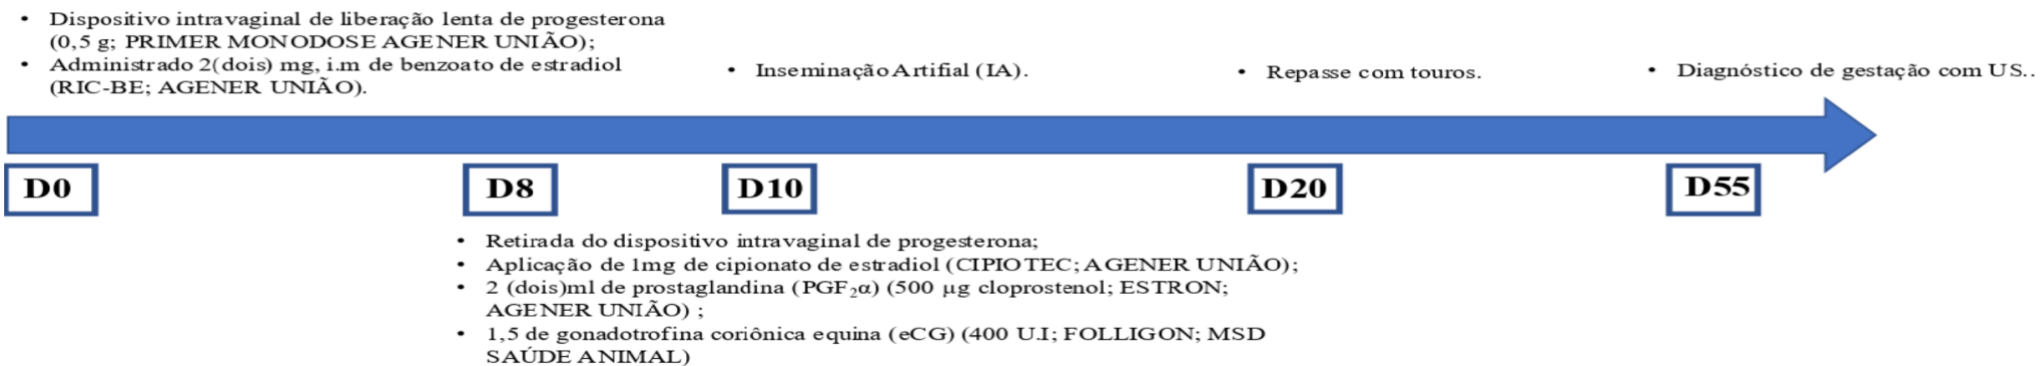 • Dispositivo intravaginal de liberação lenta de progesterona
(0,5 g; PRIMER MONODOSE AGENER UNIÃO);
• Administrado 2(dois) mg, i.m de benzoato de estradiol
(RIC-BE; AGENER UNIÃO).
• Inseminação Artifial (IA).
• Repasse com touros.
• Diagnóstico de gestação com US..
D0
D8
D10
D20
D55
• Retirada do dispositivo intravaginal de progesterona;
• Aplicação de 1mg de cipionato de estradiol (CIPIOTEC; AGENER UNIÃO);
• 2 (dois)ml de prostaglandina (PGF₂α) (500 µg cloprostenol; ESTRON;
AGENER UNIÃO) ;
• 1,5 de gonadotrofina coriônica equina (eCG) (400 U.I; FOLLIGON; MSD
SAÚDE ANIMAL)